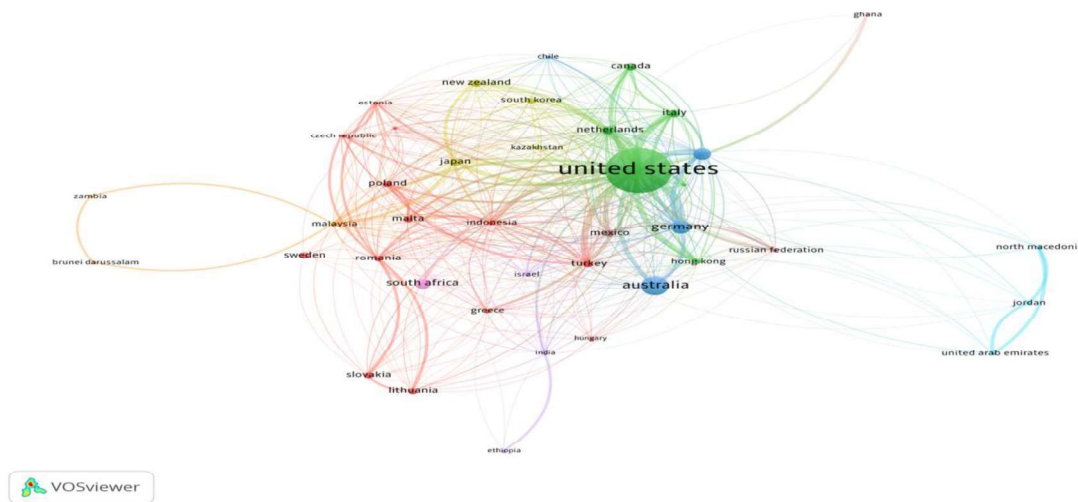 ghana
chile
canada
new zealand
south korea
estonia
italy
netherlands
czech republic
kazakhstan
japan
united states
poland
zambia
malta
malaysia
indonesia
mexico
germany
russian federation
north macedoni
sweden
romania
turkey
hong kong
brunei darussalam
israel
south africa
australia
jordan
greece
hungary
india
united arab emirates
slovakia
lithuania
ethippia
VOSviewer